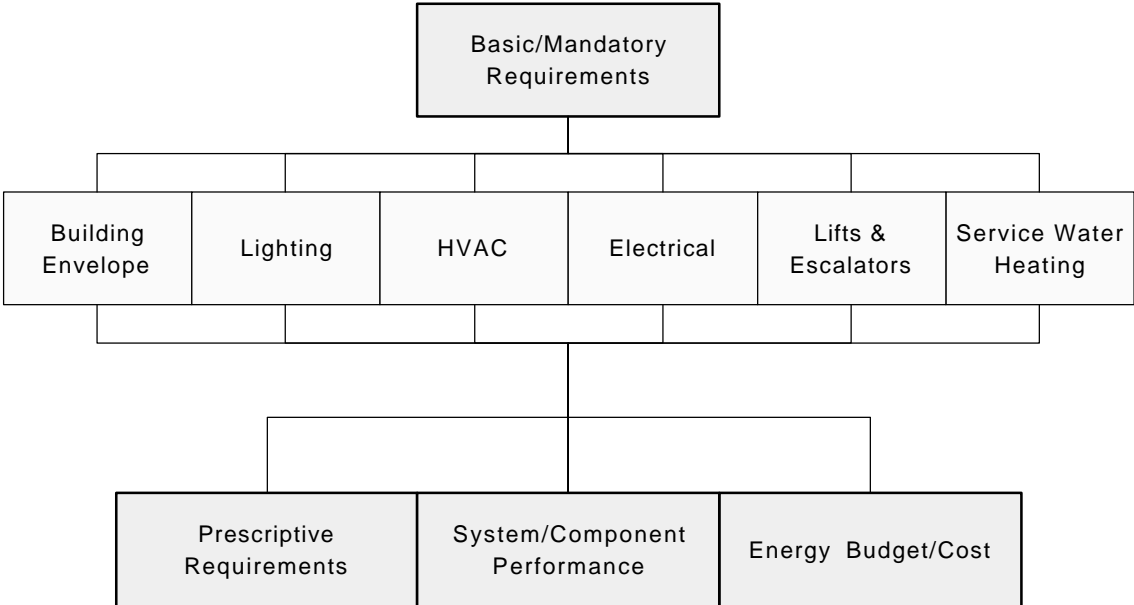 Basic/Mandatory
Requirements
Building
Envelope
Lighting
HVAC
Electrical
Lifts &
Escalators
Service Water
Heating
Prescriptive
Requirements
System/Component
Performance
Energy Budget/Cost